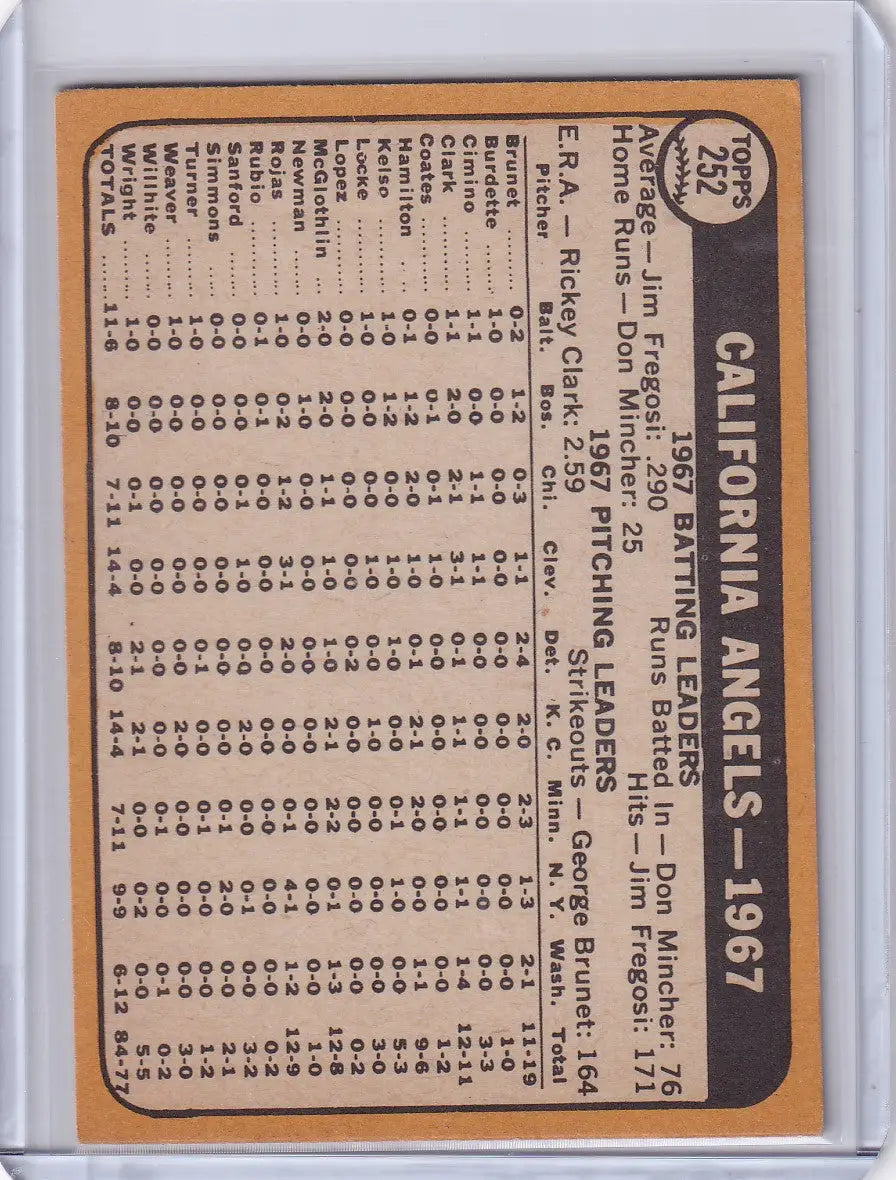 TOPPS
252
CALIFORNIA ANGELS—1967
1967 BATTING LEADERS
Average—Jim Fregosi: .290 Runs Batted In—Don Mincher: 76
Home Runs—Don Mincher: 25 Hits—Jim Fregosi: 171
1967 PITCHING LEADERS
E.R.A. — Rickey Clark: 2.59 Strikeouts — George Brunet: 164
Pitcher Balt. Bos. Chi. Clev. Det. K. C. Minn. N. Y. Wash. Total
Brunet ........ 0-2 1-2 0-3 1-1 2-4 2-0 2-3 1-3 2-1 11-19
Burdette ...... 1-0 0-0 0-0 0-0 0-0 0-0 0-0 0-0 0-0 1-0
Cimino ........ 1-1 0-0 1-1 1-1 0-0 0-0 0-0 0-0 0-0 3-3
Clark .......... 1-1 2-0 2-1 3-1 0-1 1-1 1-1 1-1 1-4 12-11
Coates ........ 0-0 0-1 0-1 1-0 0-0 0-0 0-0 0-0 0-0 1-2
Hamilton .... 0-1 1-2 2-0 1-0 0-1 2-1 2-0 0-0 1-1 9-6
Kelso .......... 1-0 1-2 0-0 1-0 1-0 0-0 0-1 1-0 0-0 5-3
Locke .......... 1-0 0-0 0-0 1-0 0-0 1-0 0-0 0-0 0-0 3-0
Lopez .......... 0-0 0-0 0-0 0-0 0-2 0-0 0-0 0-0 0-0 0-2
McGlothlin ... 2-0 2-0 1-1 1-0 1-0 2-1 2-2 0-1 1-3 12-8
Newman ...... 0-0 1-0 0-0 0-0 0-0 0-0 0-0 0-0 0-0 1-0
Rojas .......... 1-0 0-2 1-2 3-1 2-0 0-0 0-1 4-1 1-2 12-9
Rubio .......... 0-1 0-1 0-0 0-0 0-0 0-0 0-0 0-0 0-0 0-2
Sanford ...... 0-0 0-0 0-1 1-0 0-0 2-0 0-0 0-1 0-0 3-2
Simmons ..... 0-0 0-0 0-0 0-0 0-0 0-0 0-1 2-0 0-0 2-1
Turner ........ 1-0 0-0 0-0 0-0 0-1 0-0 0-1 0-0 0-0 1-2
Weaver ........ 1-0 0-0 0-0 0-0 0-0 2-0 0-0 0-0 0-0 3-0
Willhite ...... 0-0 0-0 0-0 0-0 0-0 0-0 0-1 0-0 0-1 0-2
Wright ........ 1-0 0-0 0-1 0-0 2-1 2-1 0-0 0-2 0-0 5-5
TOTALS ...... 11-6 8-10 7-11 14-4 8-10 14-4 7-11 9-9 6-12 84-77